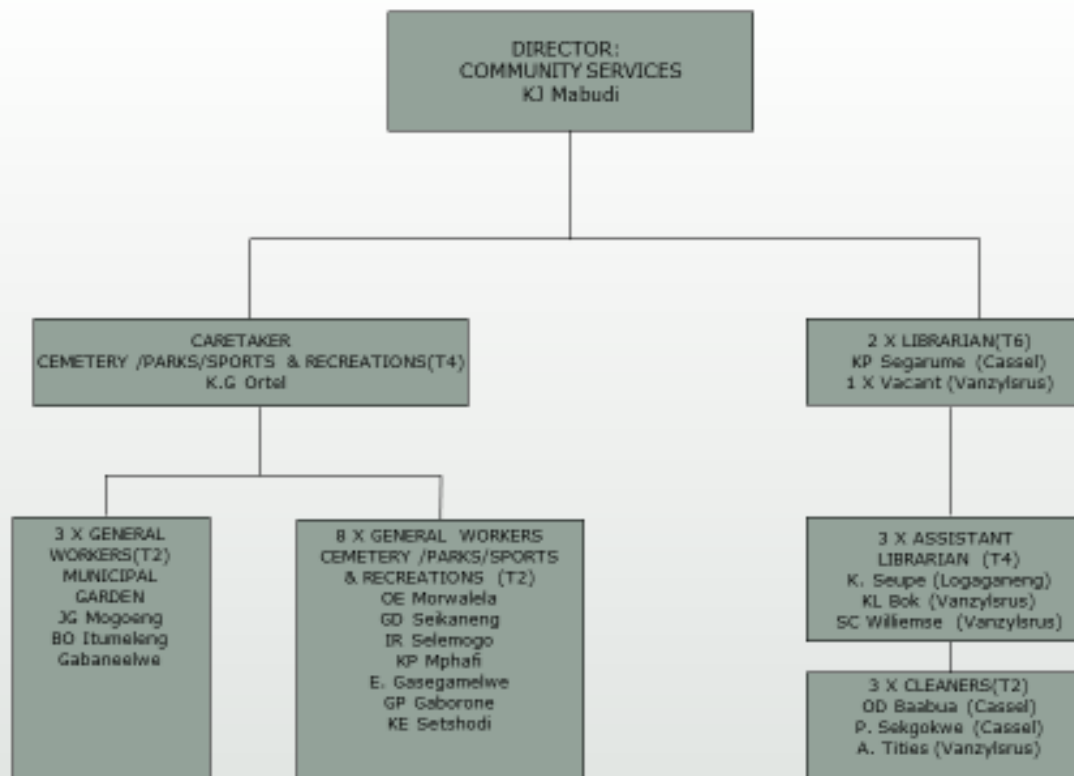 DIRECTOR:
COMMUNITY SERVICES
KJ Mabudi
CARETAKER
CEMETERY /PARKS/SPORTS & RECREATIONS(T4)
K.G Ortel
2 X LIBRARIAN(T6)
KP Segarume (Cassel)
1 X Vacant (Vanzylsrus)
3 X GENERAL
WORKERS(T2)
MUNICIPAL
GARDEN
JG Mogoeng
BO Itumeleng
Gabaneelwe
8 X GENERAL WORKERS
CEMETERY /PARKS/SPORTS
& RECREATIONS (T2)
OE Morwalela
GD Seikaneng
IR Selemogo
KP Mphafi
E. Gasegamelwe
GP Gaborone
KE Setshodi
3 X ASSISTANT
LIBRARIAN (T4)
K. Seupe (Logaganeng)
KL Bok (Vanzylsrus)
SC Williemse (Vanzylsrus)
3 X CLEANERS(T2)
OD Baabua (Cassel)
P. Sekgokwe (Cassel)
A. Tities (Vanzylsrus)